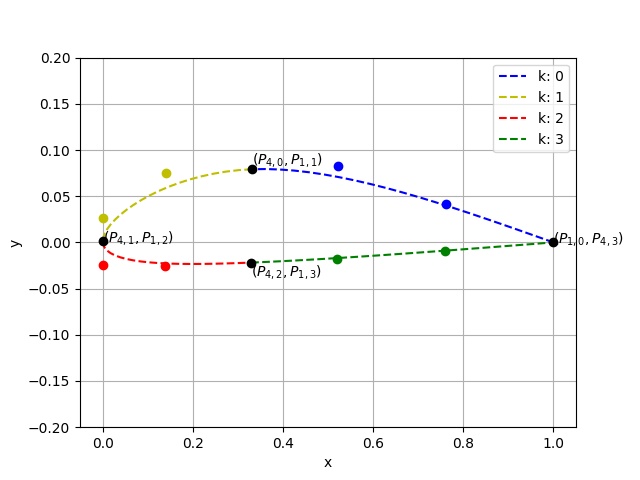 0.20
0.15
0.10
0.05
0.00
−0.05
−0.10
−0.15
−0.20
y
k: 0
k: 1
k: 2
k: 3
(P4,0, P1,1)
(P4,1, P1,2)
(P1,0, P4,3)
(P4,2, P1,3)
0.0 0.2 0.4 0.6 0.8 1.0
x